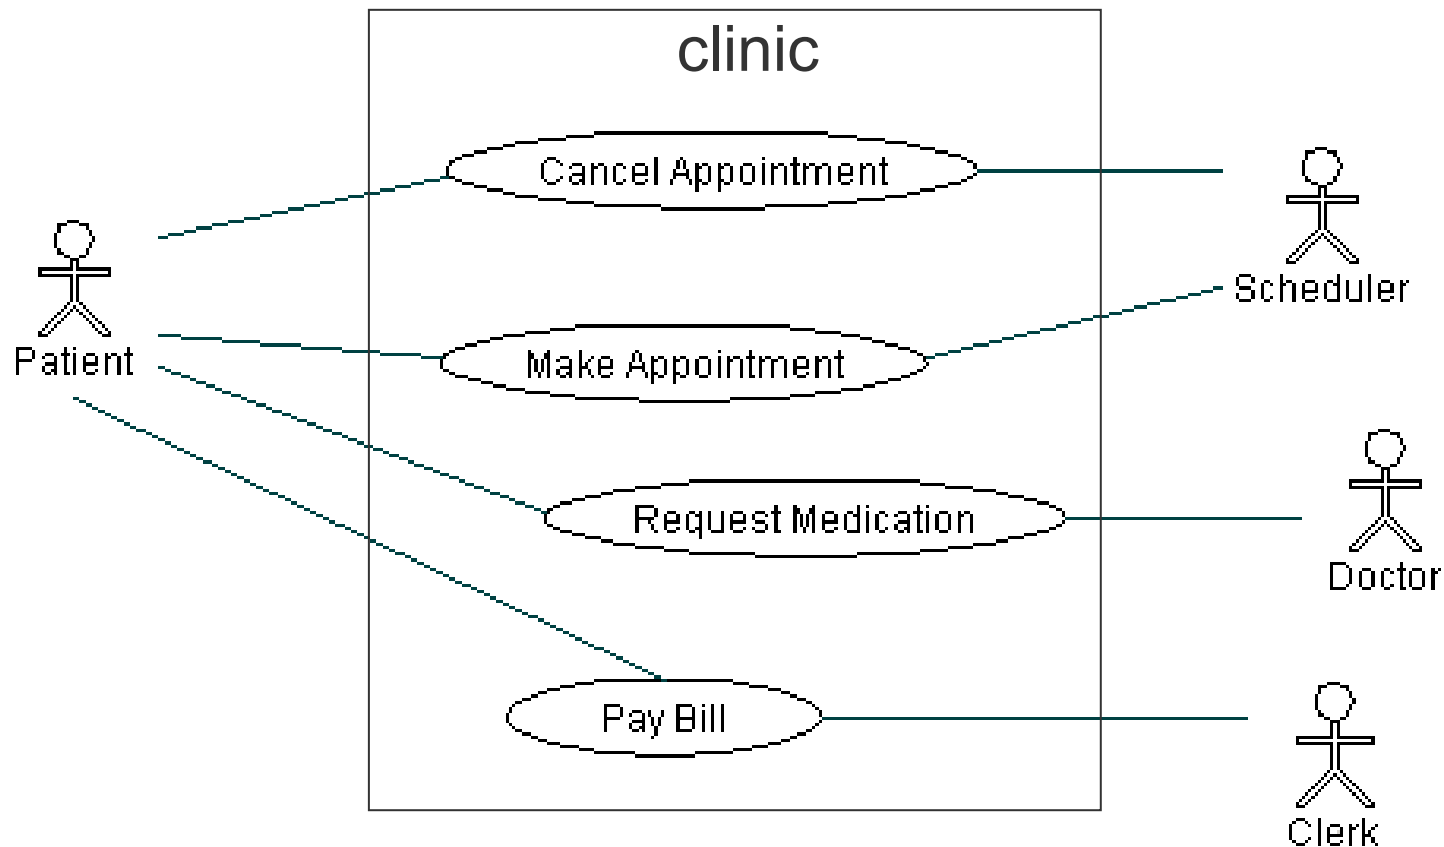 clinic
Cancel Appointment
Scheduler
Make Appointment
Patient
Request Medication
Doctor
Pay Bill
Clerk